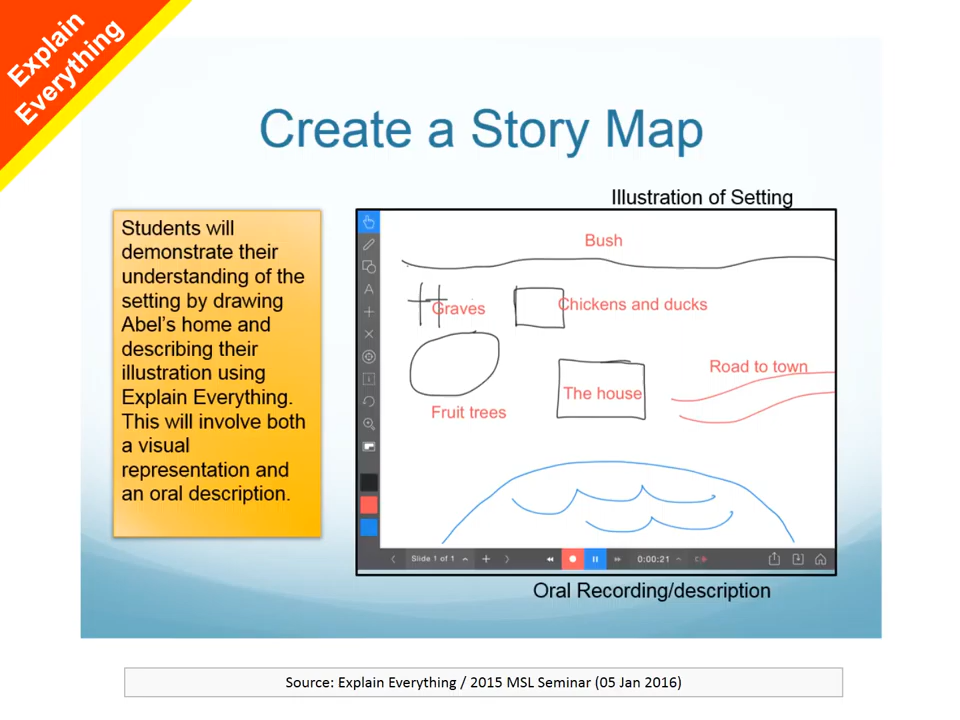 Explain
Everything
Create a Story Map
Illustration of Setting
Students will
demonstrate their
understanding of the
setting by drawing
Abel's home and
describing their
illustration using
Explain Everything.
This will involve both
a visual
representation and
an oral description.
Bush
Graves
Chickens and ducks
Road to town
The house
Fruit trees
A
Slide 1 of 1
0:00:21
Oral Recording/description
Source: Explain Everything / 2015 MSL Seminar (05 Jan 2016)